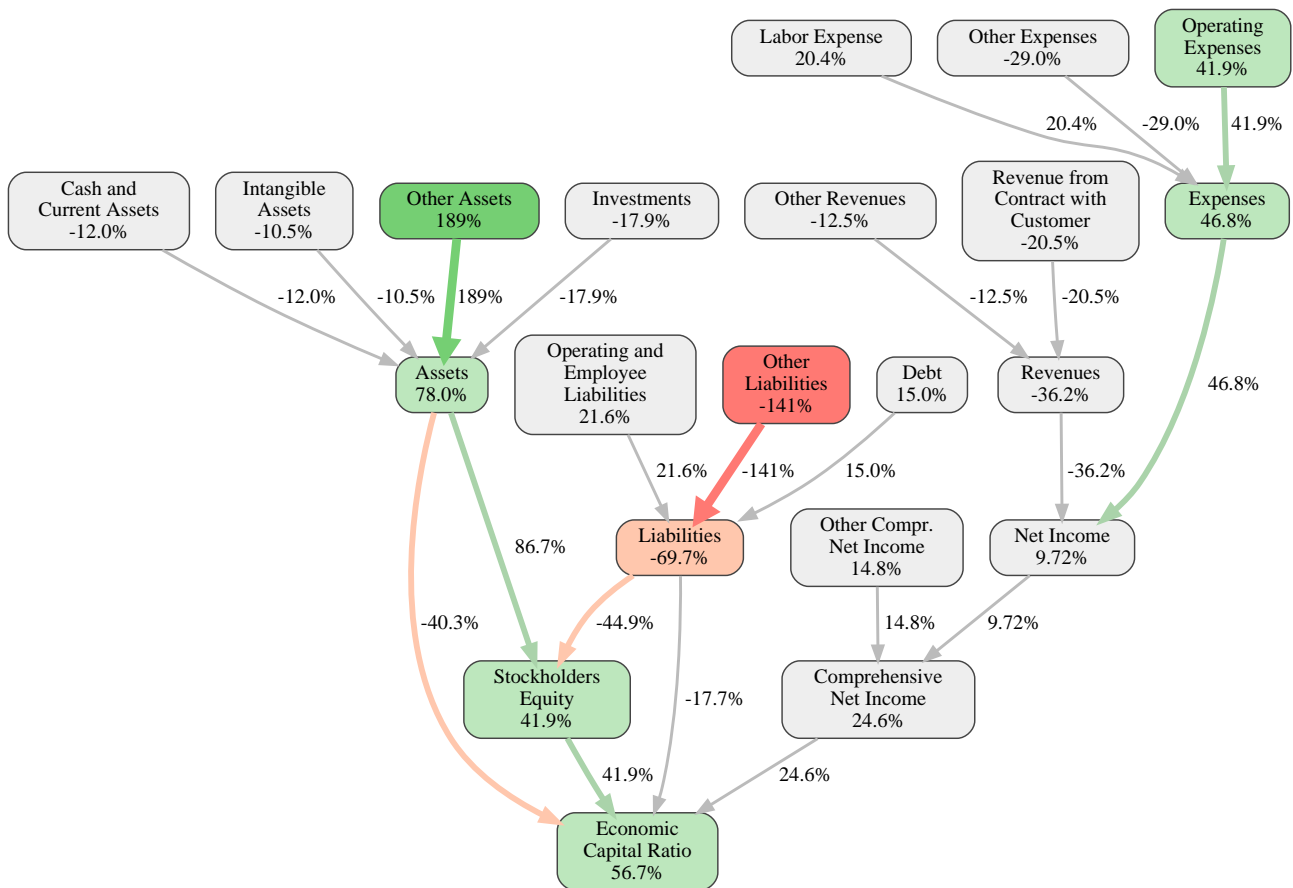 Labor Expense
20.4%
Other Expenses
-29.0%
Operating
Expenses
41.9%
20.4%
-29.0%
41.9%
Cash and
Current Assets
-12.0%
Intangible
Assets
-10.5%
Other Assets
189%
Investments
-17.9%
Other Revenues
-12.5%
Revenue from
Contract with
Customer
-20.5%
Expenses
46.8%
-12.0%
-10.5%
189%
-17.9%
-12.5%
-20.5%
Assets
78.0%
Operating and
Employee
Liabilities
21.6%
Other
Liabilities
-141%
Debt
15.0%
Revenues
-36.2%
46.8%
21.6%
-141%
15.0%
-36.2%
86.7%
Liabilities
-69.7%
Other Compr.
Net Income
14.8%
Net Income
9.72%
-40.3%
-44.9%
14.8%
9.72%
Stockholders
Equity
41.9%
-17.7%
Comprehensive
Net Income
24.6%
41.9%
24.6%
Economic
Capital Ratio
56.7%